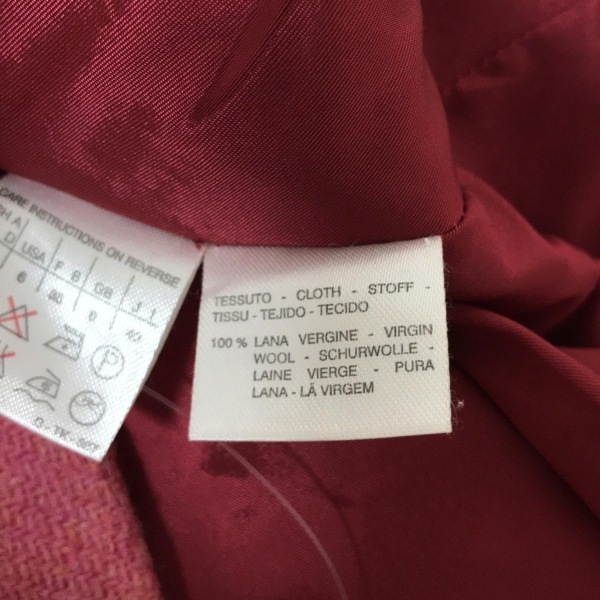 CARE INSTRUCTIONS ON REVERSE
D USA F B GB J I
6 40
TESSUTO - CLOTH - STOFF -
TISSU - TEJIDO - TECIDO
100 % LANA VERGINE - VIRGIN
WOOL - SCHURWOLLE -
LAINE VIERGE - PURA
LANA - LÃ VIRGEM